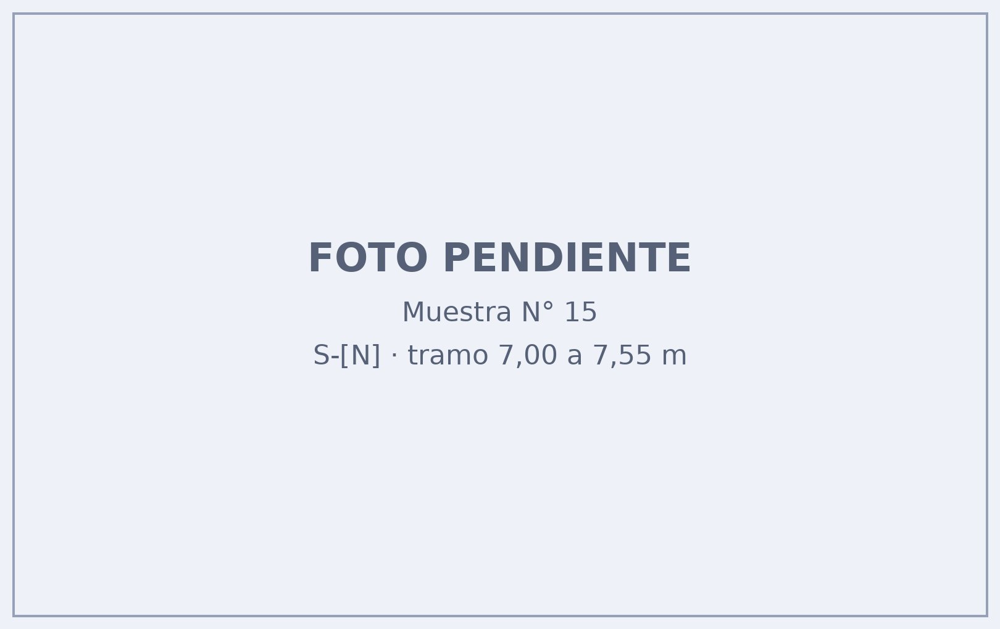 FOTO PENDIENTE
Muestra N° 15
S-[N] · tramo 7,00 a 7,55 m